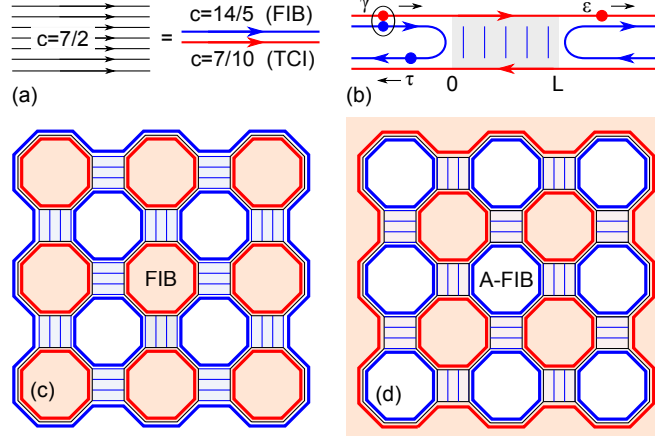 c=7/2 = c=14/5 (FIB)
c=7/10 (TCI)
(a)
γ ε
τ 0 L
(b)
FIB
(c)
A-FIB
(d)